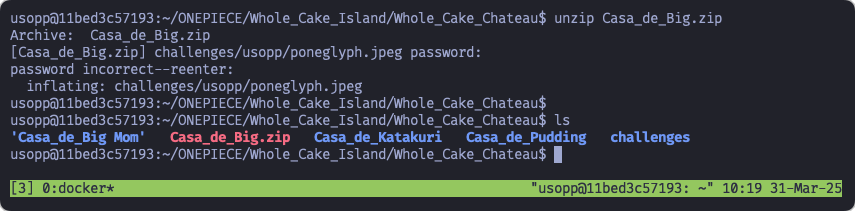 usopp@11bed3c57193:~/ONEPIECE/Whole_Cake_Island/Whole_Cake_Chateau$ unzip Casa_de_Big.zip
Archive:  Casa_de_Big.zip
[Casa_de_Big.zip] challenges/usopp/poneglyph.jpeg password:
password incorrect--reenter:
  inflating: challenges/usopp/poneglyph.jpeg
usopp@11bed3c57193:~/ONEPIECE/Whole_Cake_Island/Whole_Cake_Chateau$
usopp@11bed3c57193:~/ONEPIECE/Whole_Cake_Island/Whole_Cake_Chateau$ ls
'Casa_de_Big Mom'   Casa_de_Big.zip   Casa_de_Katakuri   Casa_de_Pudding   challenges
usopp@11bed3c57193:~/ONEPIECE/Whole_Cake_Island/Whole_Cake_Chateau$
[3] 0:docker* "usopp@11bed3c57193: ~" 10:19 31-Mar-25